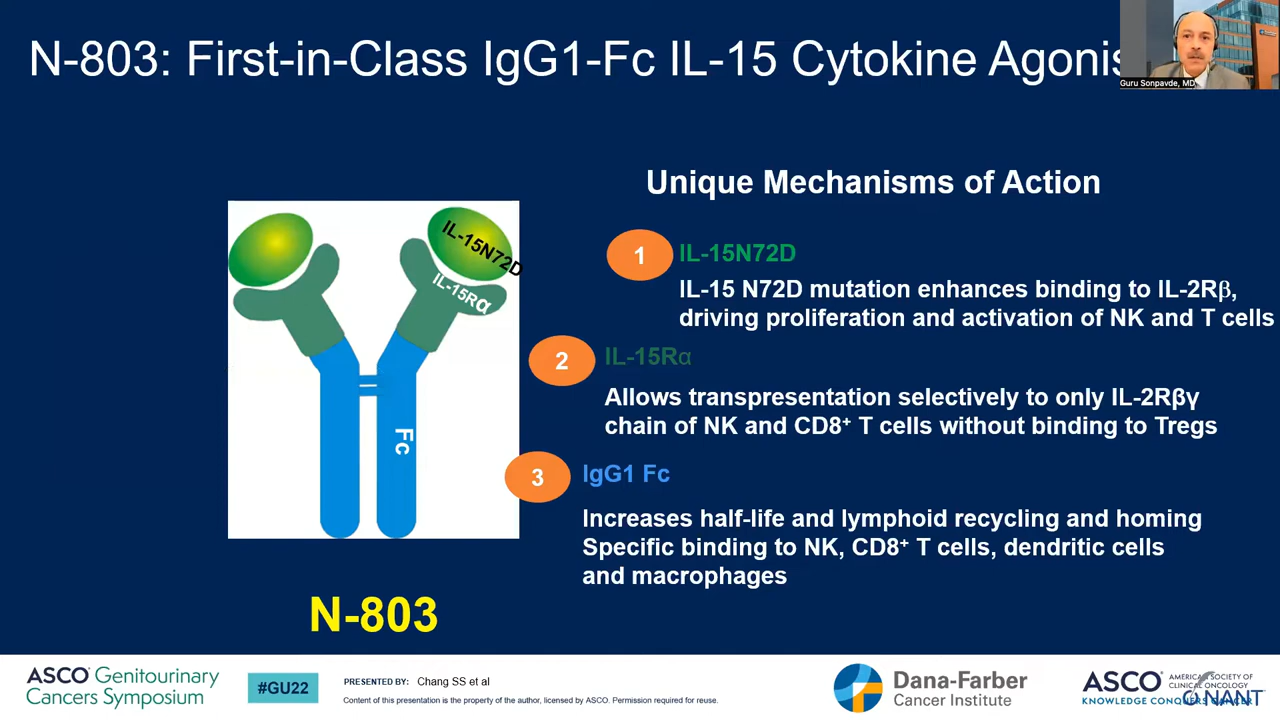 N-803: First-in-Class IgG1-Fc IL-15 Cytokine Agonis
Guru Sonpavde, MD
Unique Mechanisms of Action
IL-15N72D
IL-15Rα
Fc
N-803
1
IL-15N72D
IL-15 N72D mutation enhances binding to IL-2Rβ,
driving proliferation and activation of NK and T cells
2
IL-15Rα
Allows transpresentation selectively to only IL-2Rβγ
chain of NK and CD8⁺ T cells without binding to Tregs
3
IgG1 Fc
Increases half-life and lymphoid recycling and homing
Specific binding to NK, CD8⁺ T cells, dendritic cells
and macrophages
ASCO® Genitourinary
Cancers Symposium
#GU22
PRESENTED BY: Chang SS et al
Content of this presentation is the property of the author, licensed by ASCO. Permission required for reuse.
Dana-Farber
Cancer Institute
ASCO® AMERICAN SOCIETY OF
CLINICAL ONCOLOGY
KNOWLEDGE CONQUERS CANCER
NANT